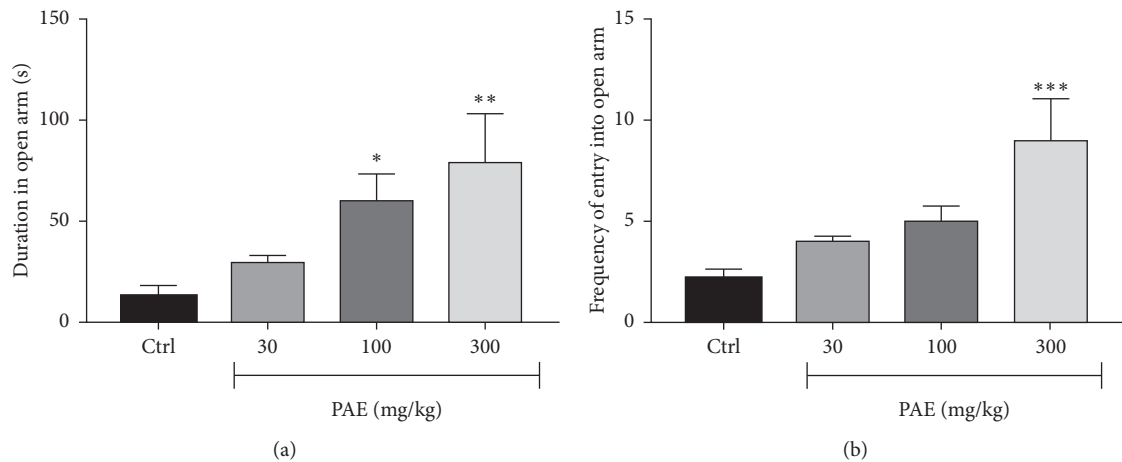 150
100
50
0
Duration in open arm (s)
*
**
Ctrl
30
100
300
PAE (mg/kg)
(a)
15
10
5
0
Frequency of entry into open arm
***
Ctrl
30
100
300
PAE (mg/kg)
(b)